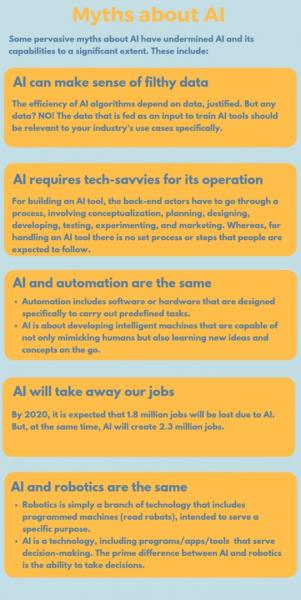 Myths about AI
Some pervasive myths about AI have undermined AI and its
capabilities to a significant extent. These include:
AI can make sense of filthy data
The efficiency of AI algorithms depend on data, justified. But any
data? NO! The data that is fed as an input to train AI tools should
be relevant to your industry's use cases specifically.
AI requires tech-savvies for its operation
For building an AI tool, the back-end actors have to go through a
process, involving conceptualization, planning, designing,
developing, testing, experimenting, and marketing. Whereas, for
handling an AI tool there is no set process or steps that people are
expected to follow.
AI and automation are the same
• Automation includes software or hardware that are designed
specifically to carry out predefined tasks.
• AI is about developing intelligent machines that are capable of
not only mimicking humans but also learning new ideas and
concepts on the go.
AI will take away our jobs
By 2020, it is expected that 1.8 million jobs will be lost due to AI.
But, at the same time, AI will create 2.3 million jobs.
AI and robotics are the same
• Robotics is simply a branch of technology that includes
programmed machines (read robots), intended to serve a
specific purpose.
• AI is a technology, including programs/apps/tools that serve
decision-making. The prime difference between AI and robotics
is the ability to take decisions.